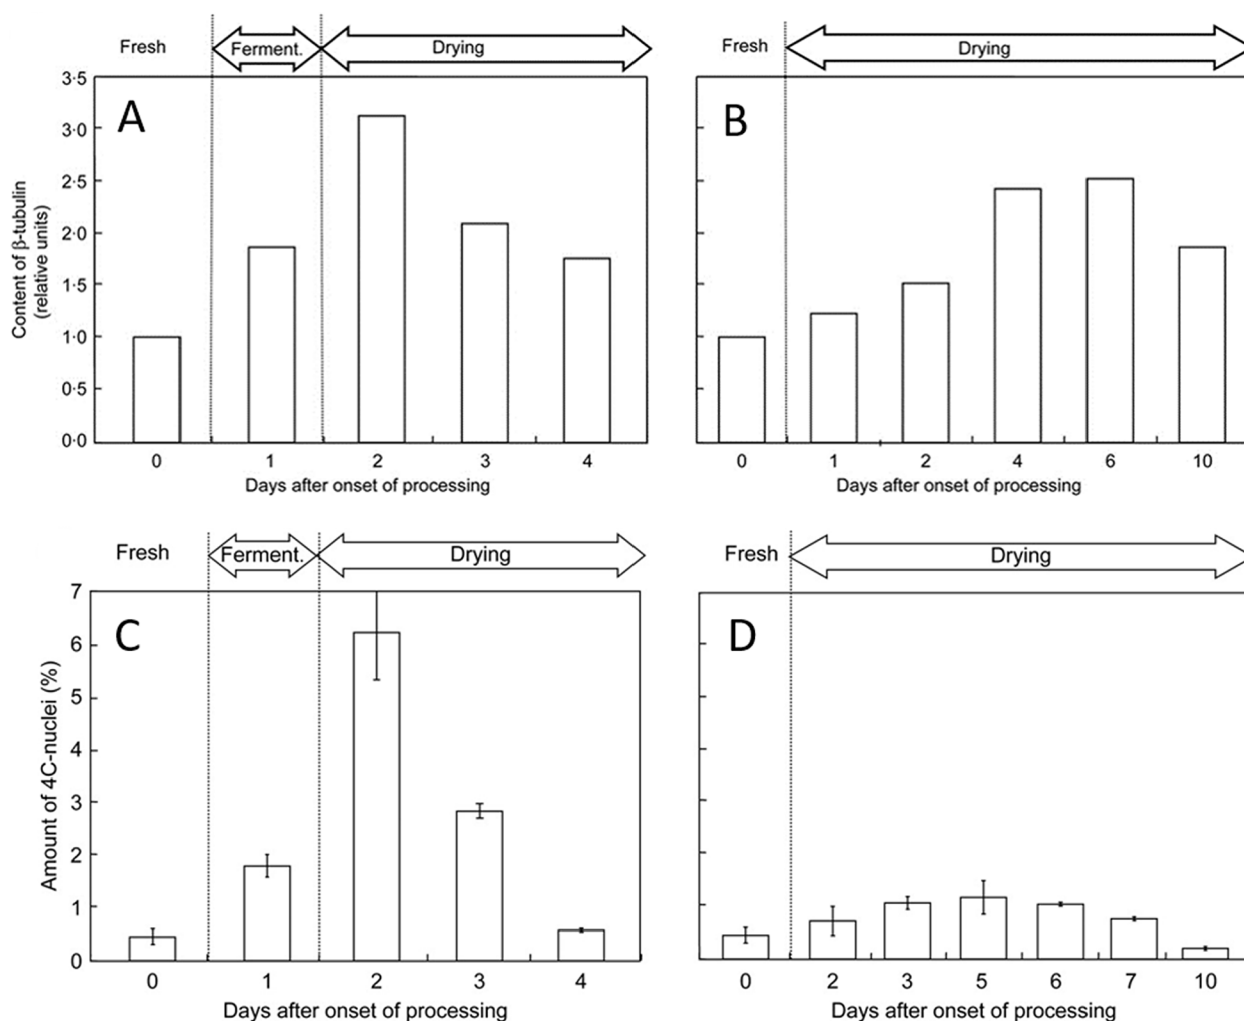 Fresh Ferment. Drying
Fresh Drying
A
B
Content of β-tubulin
(relative units)
3·5
3·0
2·5
2·0
1·5
1·0
0·5
0·0
0 1 2 3 4
Days after onset of processing
0 1 2 4 6 10
Days after onset of processing
Fresh Ferment. Drying
Fresh Drying
C
D
Amount of 4C-nuclei (%)
7
6
5
4
3
2
1
0
0 1 2 3 4
Days after onset of processing
0 2 3 5 6 7 10
Days after onset of processing